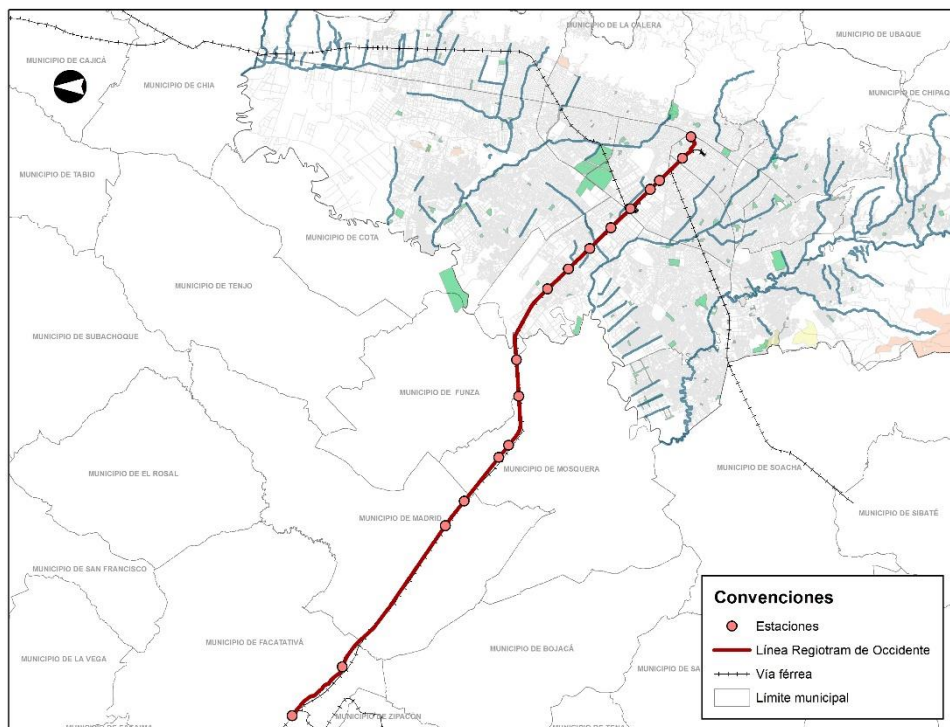 MUNICIPIO DE LA CALERA
MUNICIPIO DE UBAQUE
MUNICIPIO DE CAJICÁ
MUNICIPIO DE CHIA
MUNICIPIO DE CHIPAQ
MUNICIPIO DE TABIO
MUNICIPIO DE COTA
MUNICIPIO DE TENJO
MUNICIPIO DE SUBACHOQUE
MUNICIPIO DE FUNZA
MUNICIPIO DE EL ROSAL
MUNICIPIO DE MOSQUERA
MUNICIPIO DE SOACHA
MUNICIPIO DE MADRID
MUNICIPIO DE SIBATÉ
MUNICIPIO DE SAN FRANCISCO
MUNICIPIO DE FACATATIVÁ
MUNICIPIO DE BOJACÁ
MUNICIPIO DE LA VEGA
MUNICIPIO DE SA
MUNICIPIO DE ZIPACON
Convenciones
Estaciones
Línea Regiotram de Occidente
Vía férrea
Límite municipal